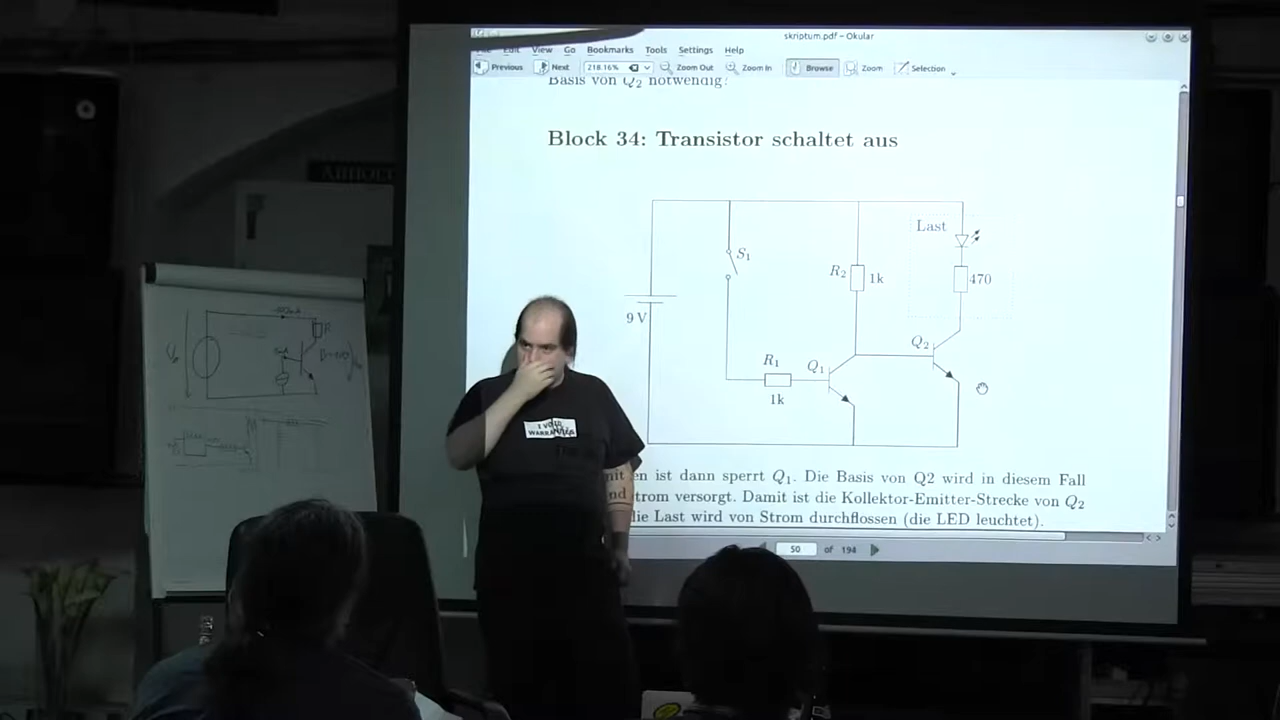 skriptum.pdf – Okular
Edit View Go Bookmarks Tools Settings Help
Previous Next 218.16% Zoom Out Zoom In Browse Zoom Selection
Basis von Q2 notwendig!
Block 34: Transistor schaltet aus
Last
S1
R2 1k 470
9 V
Q2
R1 Q1
1k
en ist dann sperrt Q1. Die Basis von Q2 wird in diesem Fall
strom versorgt. Damit ist die Kollektor-Emitter-Strecke von Q2
die Last wird von Strom durchflossen (die LED leuchtet).
50 of 194
I VOID
WARRANTIES
R